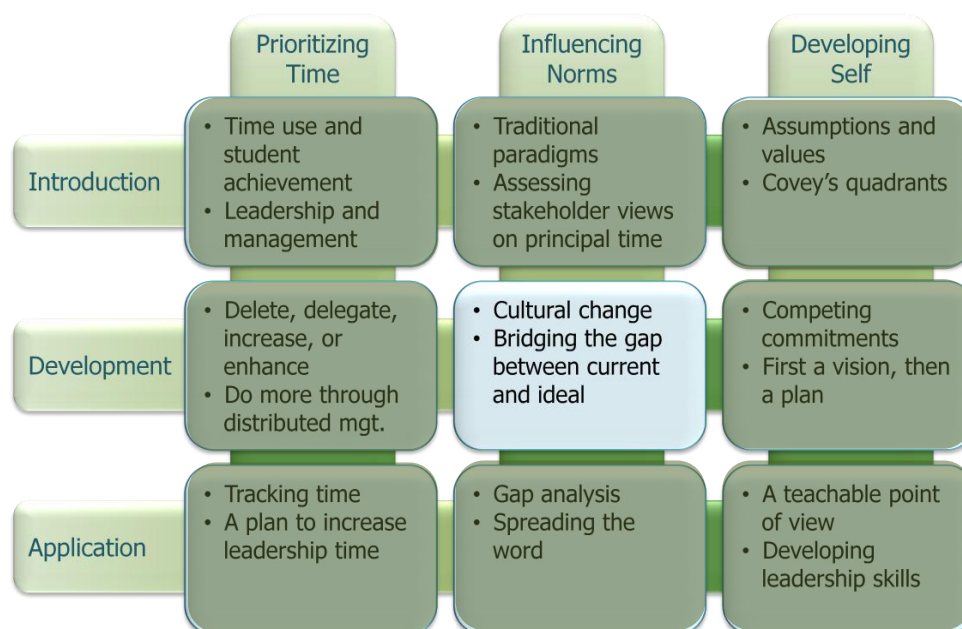 Prioritizing
Time
Influencing
Norms
Developing
Self
Introduction
• Time use and
student
achievement
• Leadership and
management
• Traditional
paradigms
• Assessing
stakeholder views
on principal time
• Assumptions and
values
• Covey's quadrants
Development
• Delete, delegate,
increase, or
enhance
• Do more through
distributed mgt.
• Cultural change
• Bridging the gap
between current
and ideal
• Competing
commitments
• First a vision, then
a plan
Application
• Tracking time
• A plan to increase
leadership time
• Gap analysis
• Spreading the
word
• A teachable point
of view
• Developing
leadership skills